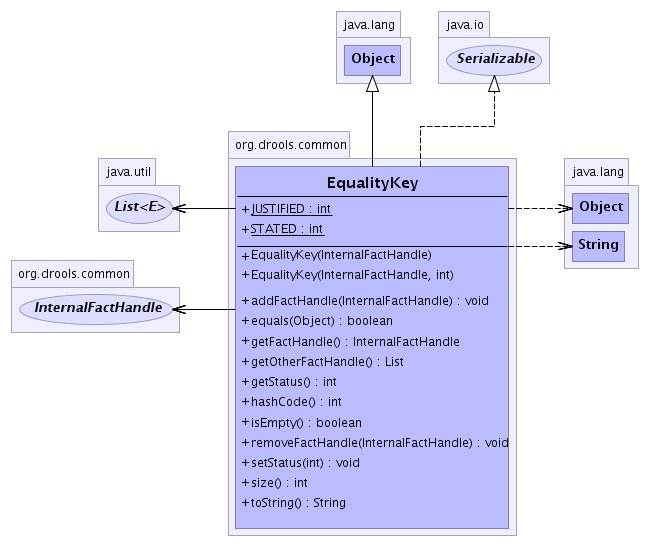 java.lang
Object
java.io
Serializable
org.drools.common
EqualityKey
+ JUSTIFIED : int
+ STATED : int
+ EqualityKey(InternalFactHandle)
+ EqualityKey(InternalFactHandle, int)
+ addFactHandle(InternalFactHandle) : void
+ equals(Object) : boolean
+ getFactHandle() : InternalFactHandle
+ getOtherFactHandle() : List
+ getStatus() : int
+ hashCode() : int
+ isEmpty() : boolean
+ removeFactHandle(InternalFactHandle) : void
+ setStatus(int) : void
+ size() : int
+ toString() : String
java.util
List<E>
org.drools.common
InternalFactHandle
java.lang
Object
String